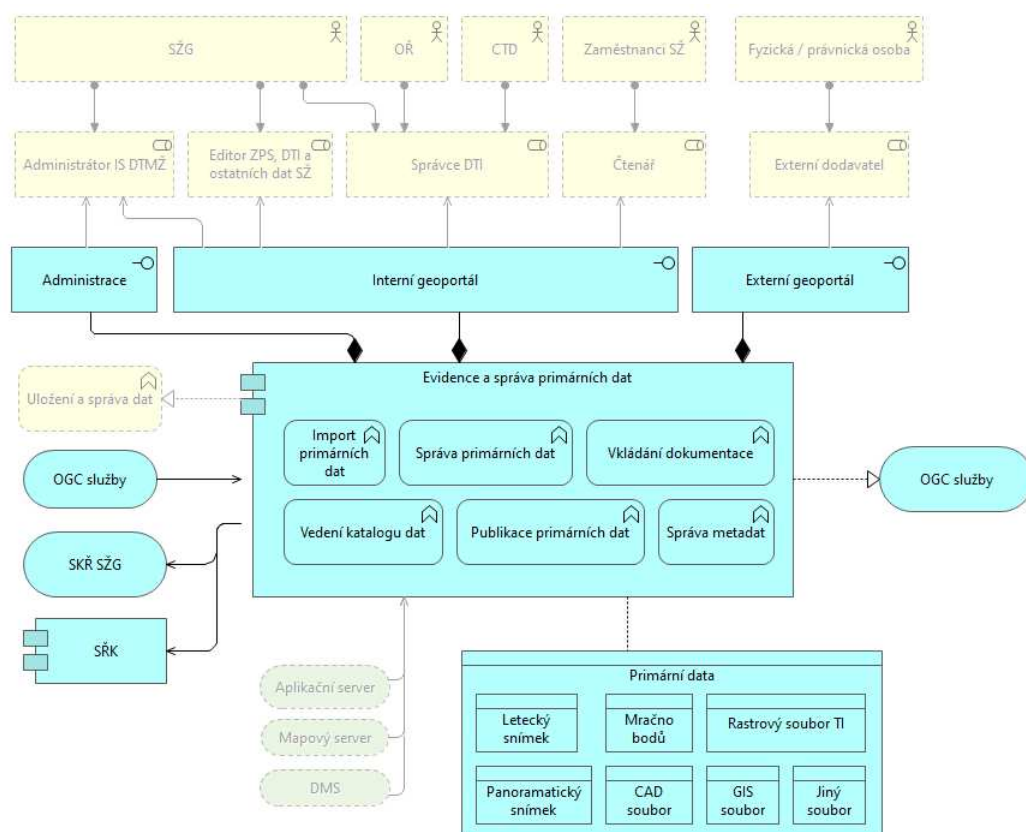 SŽG
OŘ
CTD
Zaměstnanci SŽ
Fyzická / právnická osoba
Administrátor IS DTMŽ
Editor ZPS, DTI a
ostatních dat SŽ
Správce DTI
Čtenář
Externí dodavatel
Administrace
Interní geoportál
Externí geoportál
Evidence a správa primárních dat
Uložení a správa dat
Import
primárních
dat
Správa primárních dat
Vkládání dokumentace
OGC služby
OGC služby
Vedení katalogu dat
Publikace primárních dat
Správa metadat
SKŘ SŽG
SŘK
Aplikační server
Mapový server
DMS
Primární data
Letecký
snímek
Mračno
bodů
Rastrový soubor TI
Panoramatický
snímek
CAD
soubor
GIS
soubor
Jiný
soubor